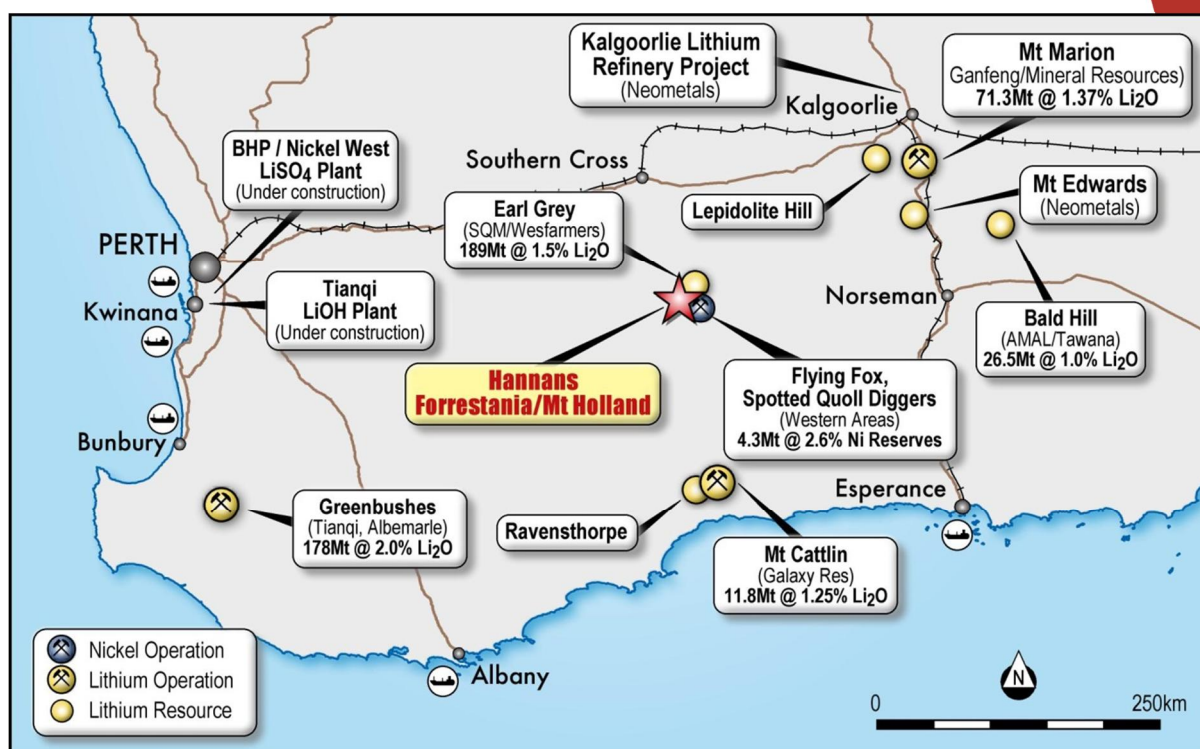 Kalgoorlie Lithium
Refinery Project
(Neometals)
Mt Marion
Ganfeng/Mineral Resources)
71.3Mt @ 1.37% Li2O
Kalgoorlie
BHP / Nickel West
LiSO4 Plant
(Under construction)
Southern Cross
Lepidolite Hill
Mt Edwards
(Neometals)
Earl Grey
(SQM/Wesfarmers)
189Mt @ 1.5% Li2O
PERTH
Kwinana
Tianqi
LiOH Plant
(Under construction)
Norseman
Bald Hill
(AMAL/Tawana)
26.5Mt @ 1.0% Li2O
Hannans
Forrestania/Mt Holland
Flying Fox,
Spotted Quoll Diggers
(Western Areas)
4.3Mt @ 2.6% Ni Reserves
Bunbury
Greenbushes
(Tianqi, Albemarle)
178Mt @ 2.0% Li2O
Ravensthorpe
Esperance
Mt Cattlin
(Galaxy Res)
11.8Mt @ 1.25% Li2O
Nickel Operation
Lithium Operation
Lithium Resource
Albany
N
0 250km